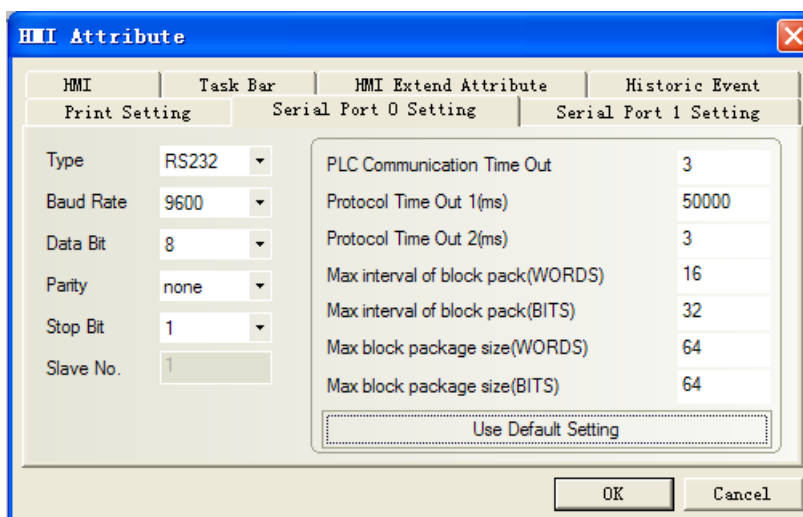 HMI Attribute
HMI Task Bar HMI Extend Attribute Historic Event
Print Setting Serial Port 0 Setting Serial Port 1 Setting
Type RS232
Baud Rate 9600
Data Bit 8
Parity none
Stop Bit 1
Slave No. 1
PLC Communication Time Out 3
Protocol Time Out 1(ms) 50000
Protocol Time Out 2(ms) 3
Max interval of block pack(WORDS) 16
Max interval of block pack(BITS) 32
Max block package size(WORDS) 64
Max block package size(BITS) 64
Use Default Setting
OK Cancel